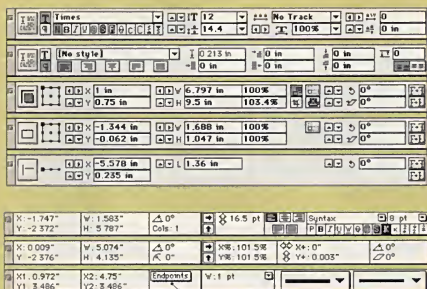 Times 12 No Track 0
N B I U 14.4 100% 0 in
[No style] 0.213 in 0 in 0 in 0
0 in 0 in 0 in
X 1 in W 6.797 in 100% 0°
Y 0.75 in H 9.5 in 103.4% 0°
X -1.344 in W 1.688 in 100% 0°
Y -0.062 in H 1.047 in 100% 0°
X -5.578 in L 1.36 in 0°
Y 0.235 in
X: -1.747" W: 1.583" 0° 16.5 pt Syntax 8 pt
Y: -2.372" H: 5.787" Cols: 1 P B I U W
X: 0.009" W: 5.074" 0° X%: 101.5% X+: 0" 0°
Y: -2.376" H: 4.135" 0° Y%: 101.5% Y+: 0.003" 0°
X1: 0.972" X2: 4.75" Endpoints W: 1 pt
Y1: 3.486" Y2: 3.486"